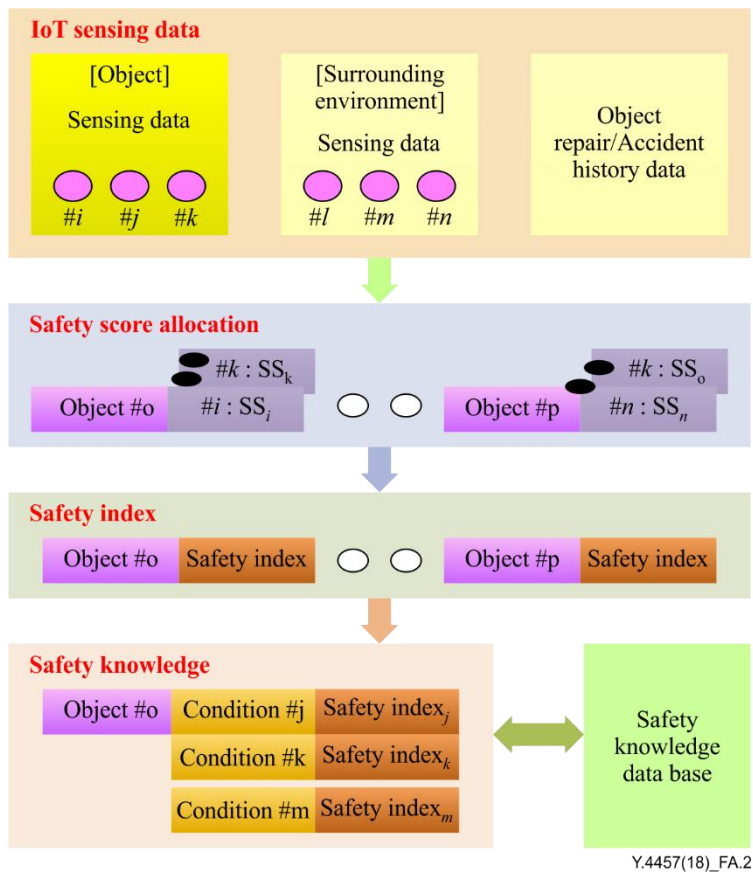 IoT sensing data
[Object]
Sensing data
#i #j #k
[Surrounding
environment]
Sensing data
#l #m #n
Object
repair/Accident
history data
Safety score allocation
#k : SSk
Object #o #i : SSi
#k : SSo
Object #p #n : SSn
Safety index
Object #o Safety index
Object #p Safety index
Safety knowledge
Object #o Condition #j Safety indexj
Condition #k Safety indexk
Condition #m Safety indexm
Safety
knowledge
data base
Y.4457(18)_FA.2